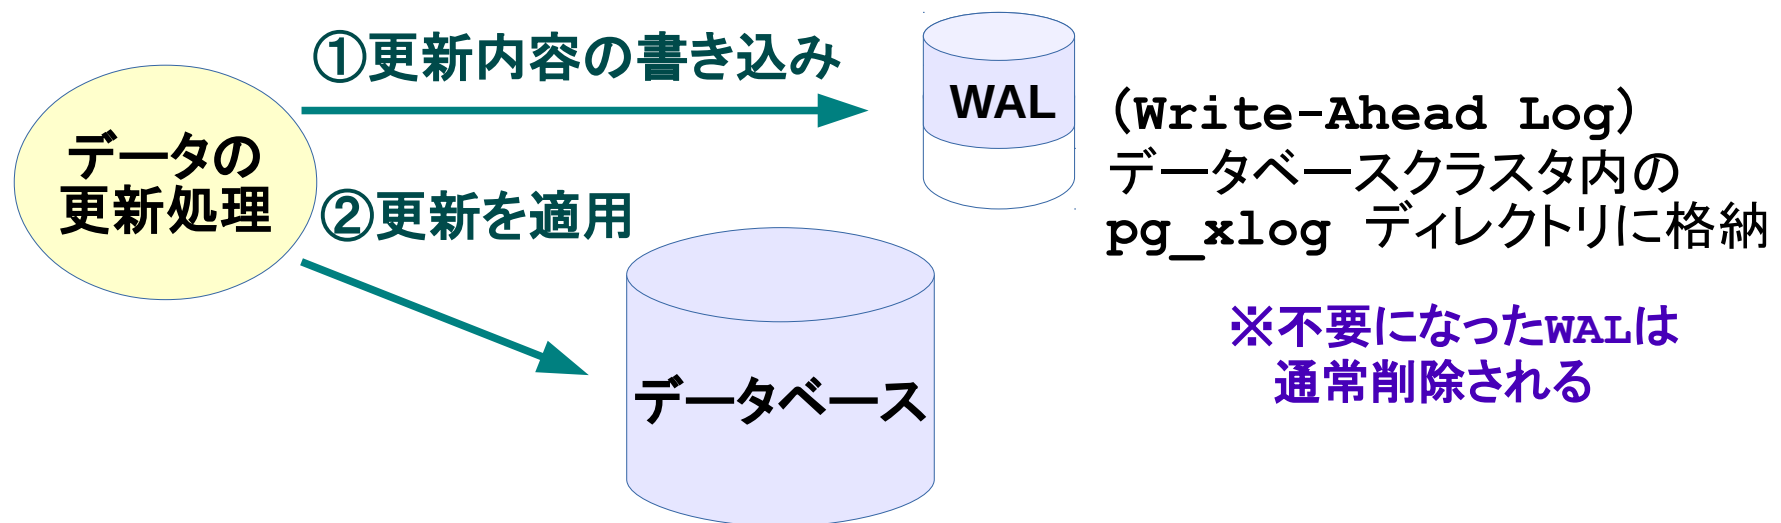 ①更新内容の書き込み
WAL
(Write-Ahead Log)
データの
更新処理
データベースクラスタ内の
②更新を適用
pg_xlog ディレクトリに格納
※不要になったWALは
通常削除される
データベース